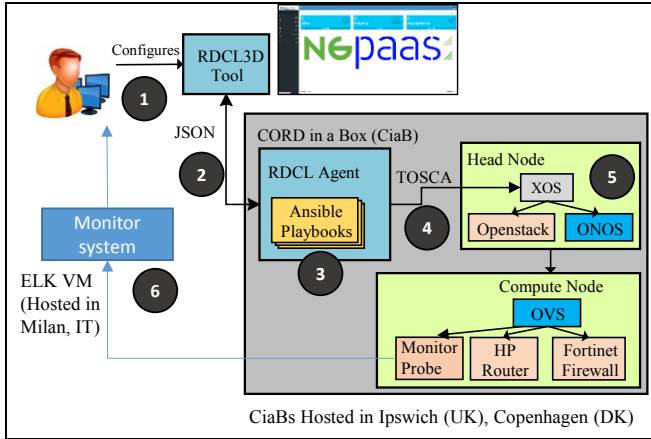 Configures
1
RDCL3D
Tool
NGpaas
JSON
2
CORD in a Box (CiaB)
RDCL Agent
Ansible
Playbooks
3
TOSCA
4
Head Node
5
XOS
Openstack
ONOS
Compute Node
OVS
Monitor
Probe
HP
Router
Fortinet
Firewall
Monitor
system
6
ELK VM
(Hosted in
Milan, IT)
CiaBs Hosted in Ipswich (UK), Copenhagen (DK)